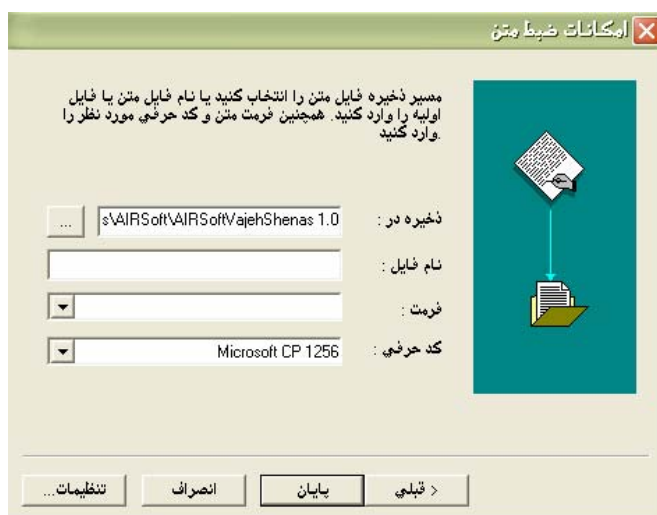 امکانات ضبط متن
مسیر ذخیره فایل متن را انتخاب کنید یا نام فایل متن یا فایل
اولیه را وارد کنید. همچنین فرمت متن و کد حرفي مورد نظر را
وارد کنید.
ذخیره در : s\AIRSoft\AIRSoftVajehShenas 1.0 ...
نام فایل :
فرمت :
کد حرفي : Microsoft CP 1256
< قبلي پایان انصراف تنظیمات...